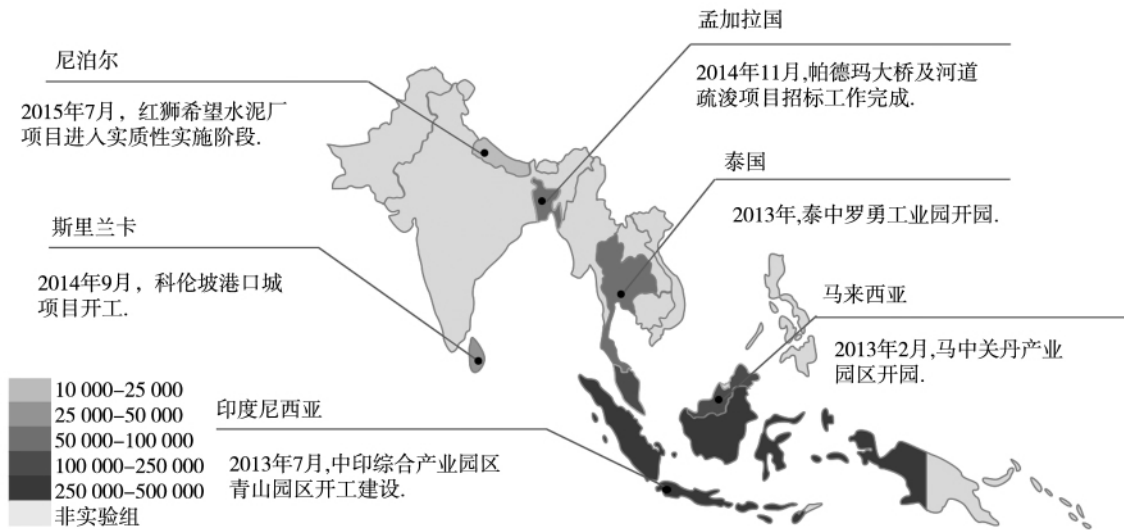 孟加拉国
2014年11月,帕德玛大桥及河道
疏浚项目招标工作完成.
尼泊尔
2015年7月，红狮希望水泥厂
项目进入实质性实施阶段.
泰国
2013年,泰中罗勇工业园开园.
斯里兰卡
2014年9月，科伦坡港口城
项目开工.
马来西亚
2013年2月,马中关丹产业
园区开园.
印度尼西亚
2013年7月,中印综合产业园区
青山园区开工建设.
10 000–25 000
25 000–50 000
50 000–100 000
100 000–250 000
250 000–500 000
非实验组